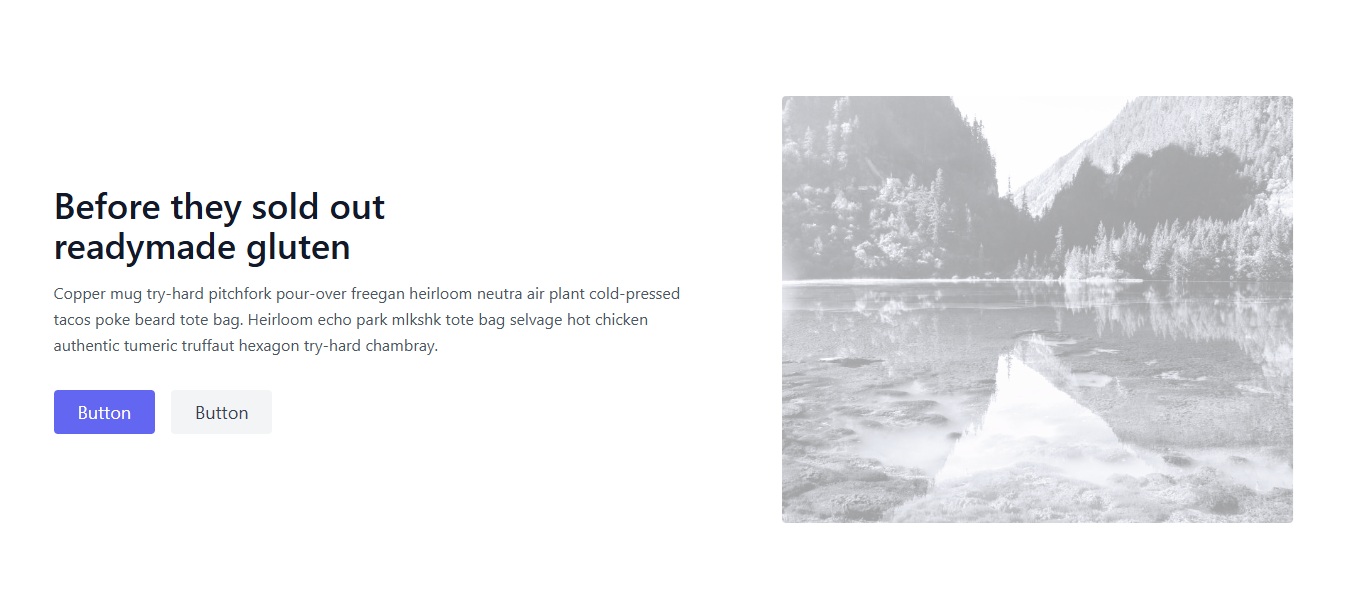 Before they sold out
readymade gluten
Copper mug try-hard pitchfork pour-over freegan heirloom neutra air plant cold-pressed
tacos poke beard tote bag. Heirloom echo park mlkshk tote bag selvage hot chicken
authentic tumeric truffaut hexagon try-hard chambray.
Button Button